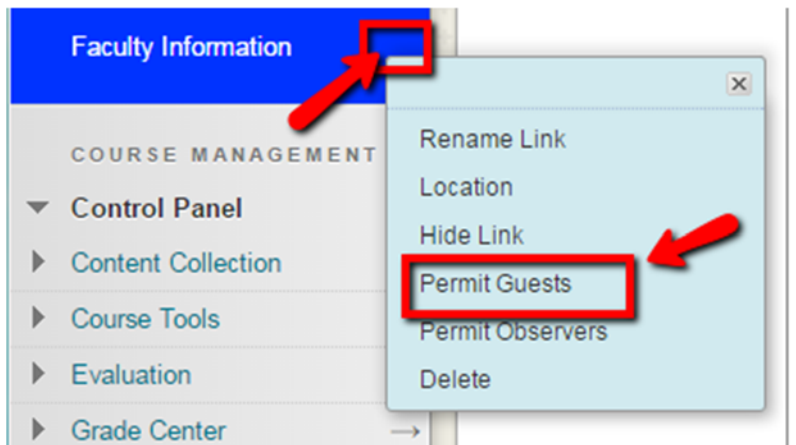 Faculty Information
COURSE MANAGEMENT
Control Panel
Content Collection
Course Tools
Evaluation
Grade Center
Rename Link
Location
Hide Link
Permit Guests
Permit Observers
Delete